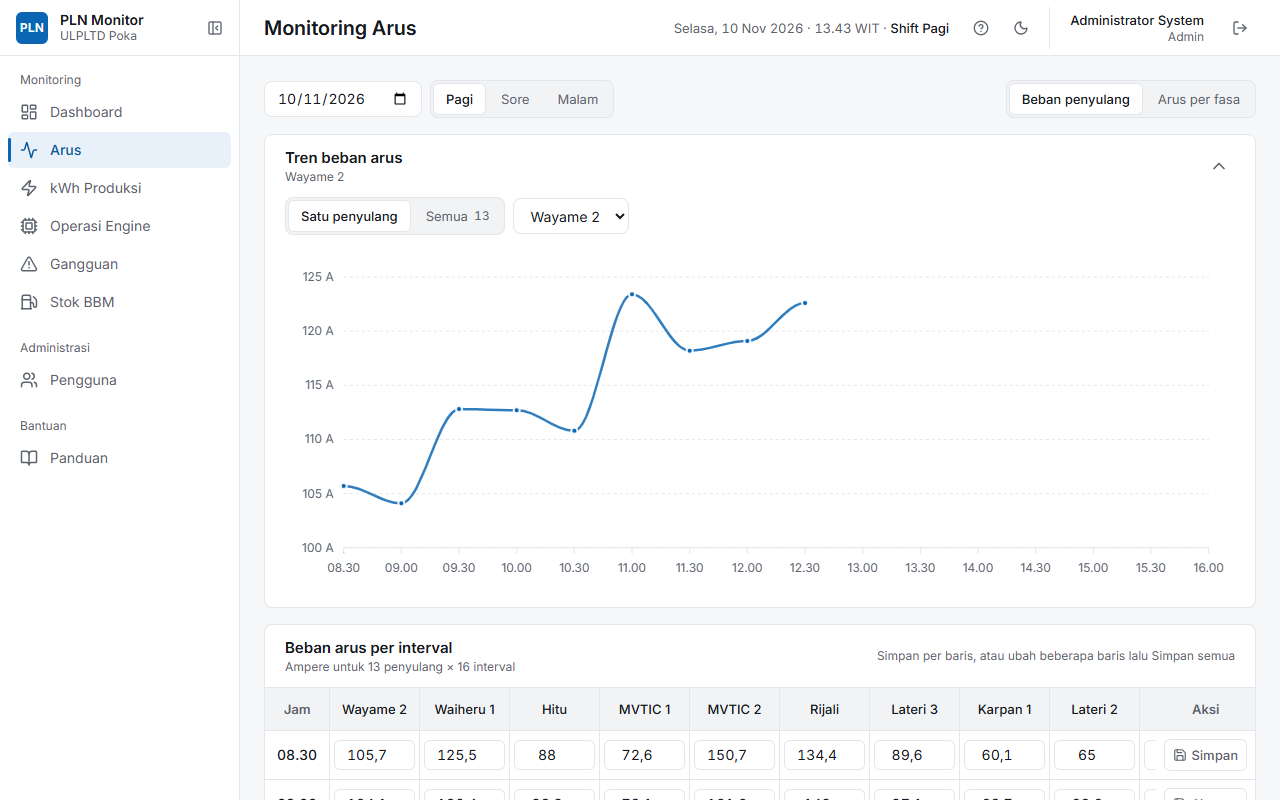 PLN
PLN Monitor
ULPLTD Poka
Monitoring
Dashboard
Arus
kWh Produksi
Operasi Engine
Gangguan
Stok BBM
Administrasi
Pengguna
Bantuan
Panduan
Monitoring Arus
Selasa, 10 Nov 2026 · 13.43 WIT · Shift Pagi
Administrator System
Admin
10/11/2026
Pagi Sore Malam
Beban penyulang Arus per fasa
Tren beban arus
Wayame 2
Satu penyulang Semua 13 Wayame 2
125 A
120 A
115 A
110 A
105 A
100 A
08.30 09.00 09.30 10.00 10.30 11.00 11.30 12.00 12.30 13.00 13.30 14.00 14.30 15.00 15.30 16.00
Beban arus per interval
Ampere untuk 13 penyulang × 16 interval
Simpan per baris, atau ubah beberapa baris lalu Simpan semua
Jam Wayame 2 Waiheru 1 Hitu MVTIC 1 MVTIC 2 Rijali Lateri 3 Karpan 1 Lateri 2 Aksi
08.30 105,7 125,5 88 72,6 150,7 134,4 89,6 60,1 65 Simpan